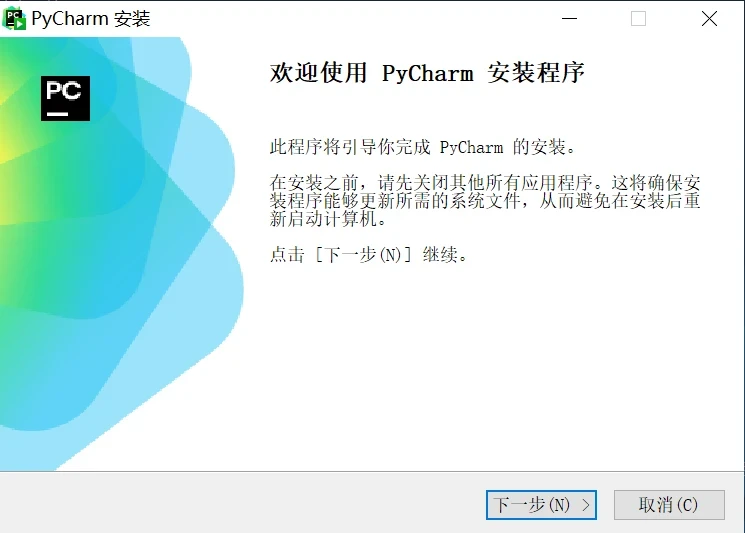 PyCharm 安装
PC
欢迎使用 PyCharm 安装程序
此程序将引导你完成 PyCharm 的安装。
在安装之前，请先关闭其他所有应用程序。这将确保安
装程序能够更新所需的系统文件，从而避免在安装后重
新启动计算机。
点击 [下一步(N)] 继续。
下一步(N) >
取消(C)